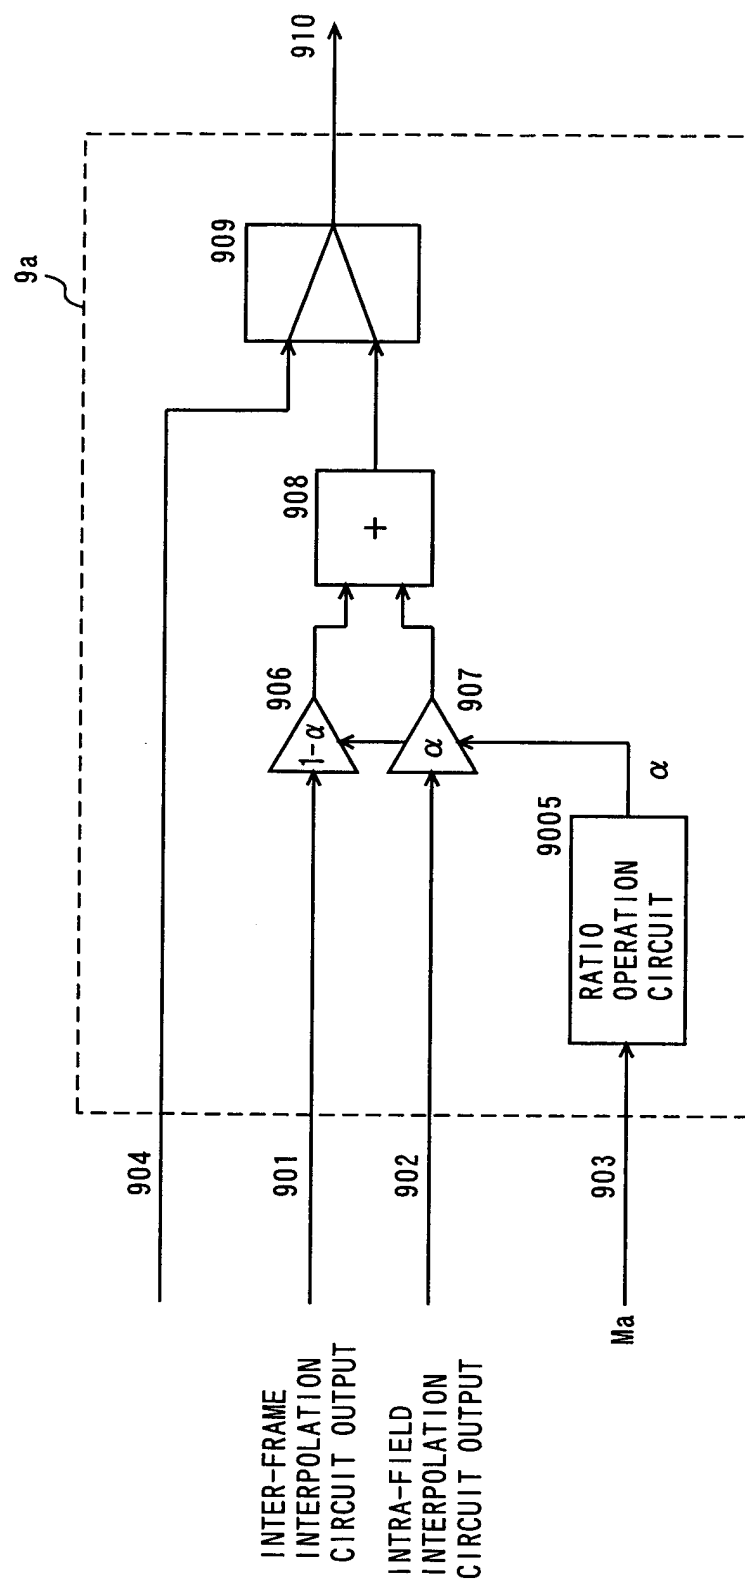 9a
904
901
902
903
INTER-FRAME
INTERPOLATION
CIRCUIT OUTPUT
INTRA-FIELD
INTERPOLATION
CIRCUIT OUTPUT
Ma
RATIO
OPERATION
CIRCUIT
9005
α
1-α
906
α
907
+
908
909
910